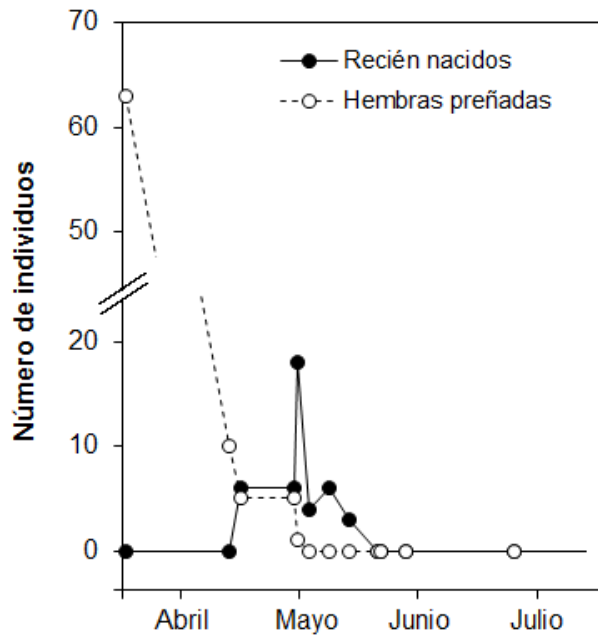 Número de individuos
70
60
50
20
10
0
Recién nacidos
Hembras preñadas
Abril
Mayo
Junio
Julio